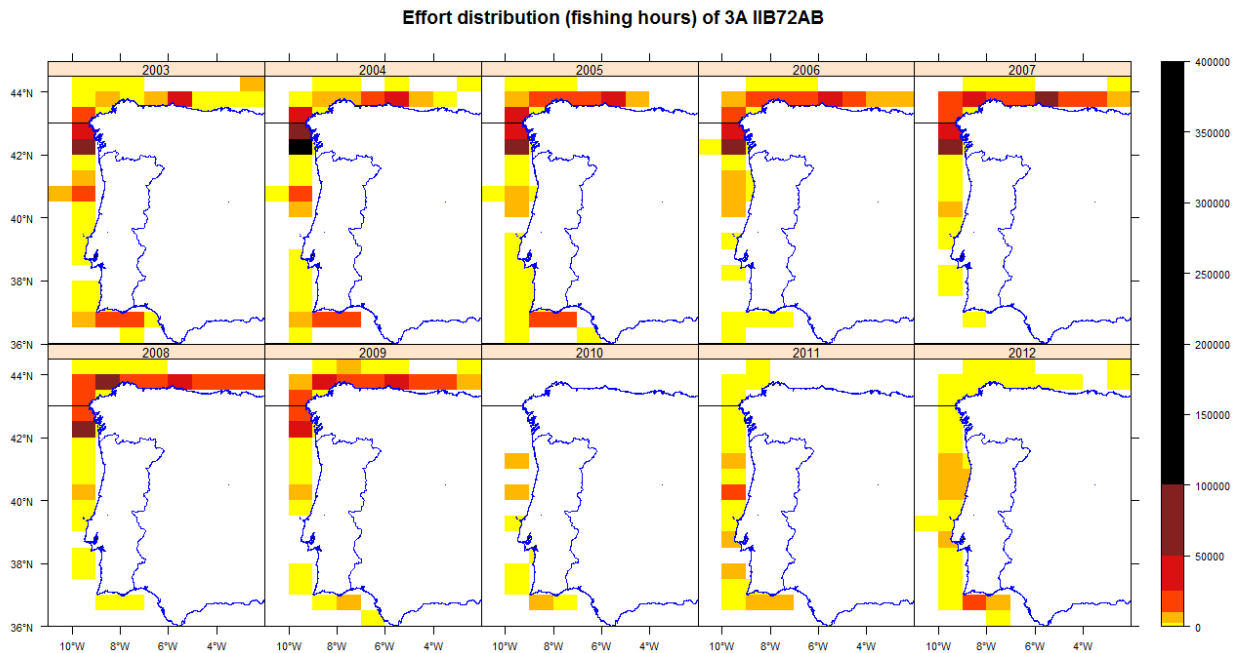 Effort distribution (fishing hours) of 3A IIB72AB
2003 2004 2005 2006 2007
44°N
42°N
40°N
38°N
36°N
2008 2009 2010 2011 2012
44°N
42°N
40°N
38°N
36°N
10°W 8°W 6°W 4°W 10°W 8°W 6°W 4°W 10°W 8°W 6°W 4°W 10°W 8°W 6°W 4°W 10°W 8°W 6°W 4°W
400000
350000
300000
250000
200000
150000
100000
50000
0